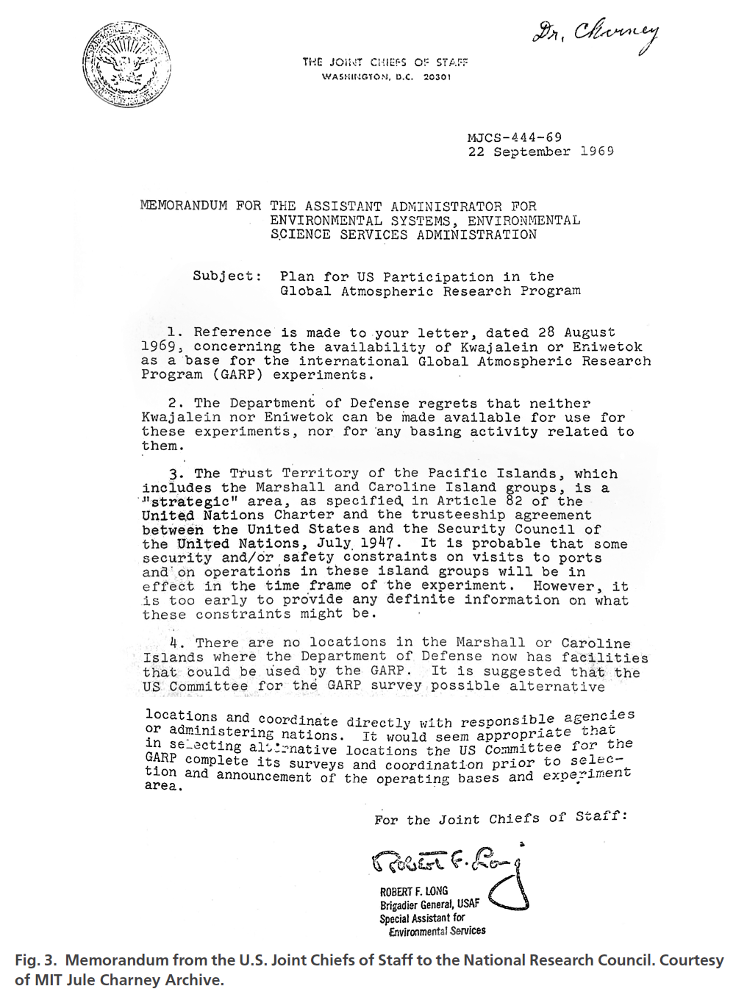 Dr. Charney
THE JOINT CHIEFS OF STAFF
WASHINGTON, D.C. 20301
MJCS-444-69
22 September 1969
MEMORANDUM FOR THE ASSISTANT ADMINISTRATOR FOR
ENVIRONMENTAL SYSTEMS, ENVIRONMENTAL
SCIENCE SERVICES ADMINISTRATION
Subject: Plan for US Participation in the
Global Atmospheric Research Program
1. Reference is made to your letter, dated 28 August
1969, concerning the availability of Kwajalein or Eniwetok
as a base for the international Global Atmospheric Research
Program (GARP) experiments.
2. The Department of Defense regrets that neither
Kwajalein nor Eniwetok can be made available for use for
these experiments, nor for any basing activity related to
them.
3. The Trust Territory of the Pacific Islands, which
includes the Marshall and Caroline Island groups, is a
"strategic" area, as specified in Article 82 of the
United Nations Charter and the trusteeship agreement
between the United States and the Security Council of
the United Nations, July 1947. It is probable that some
security and/or safety constraints on visits to ports
and on operations in these island groups will be in
effect in the time frame of the experiment. However, it
is too early to provide any definite information on what
these constraints might be.
4. There are no locations in the Marshall or Caroline
Islands where the Department of Defense now has facilities
that could be used by the GARP. It is suggested that the
US Committee for the GARP survey possible alternative
locations and coordinate directly with responsible agencies
or administering nations. It would seem appropriate that
in selecting alternative locations the US Committee for the
GARP complete its surveys and coordination prior to selec-
tion and announcement of the operating bases and experiment
area.
For the Joint Chiefs of Staff:
Robert F. Long
ROBERT F. LONG
Brigadier General, USAF
Special Assistant for
Environmental Services
Fig. 3. Memorandum from the U.S. Joint Chiefs of Staff to the National Research Council. Courtesy
of MIT Jule Charney Archive.